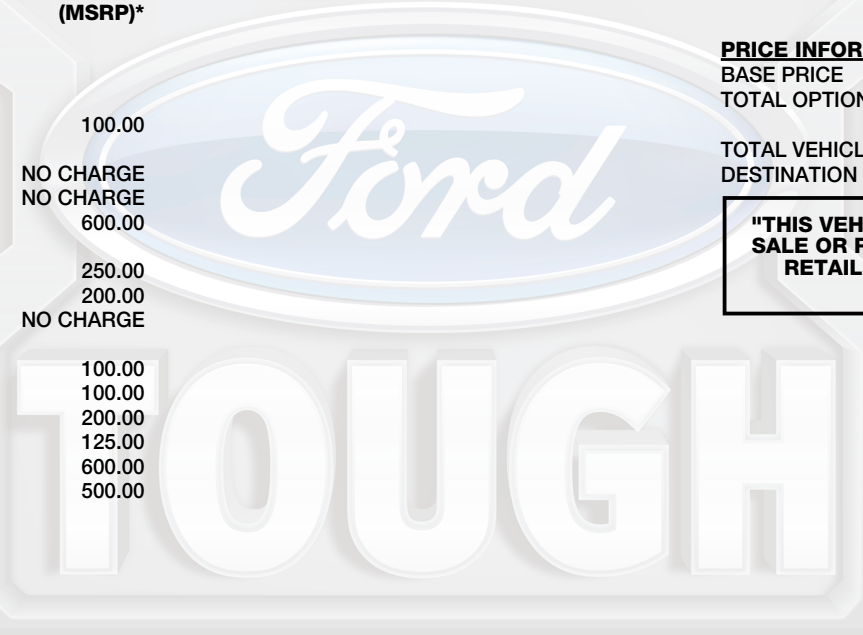 (MSRP)*
100.00
NO CHARGE
NO CHARGE
600.00
250.00
200.00
NO CHARGE
100.00
100.00
200.00
125.00
600.00
500.00
PRICE INFOR
BASE PRICE
TOTAL OPTION
TOTAL VEHICL
DESTINATION
"THIS VEH
SALE OR F
RETAIL
Ford
TOUGH